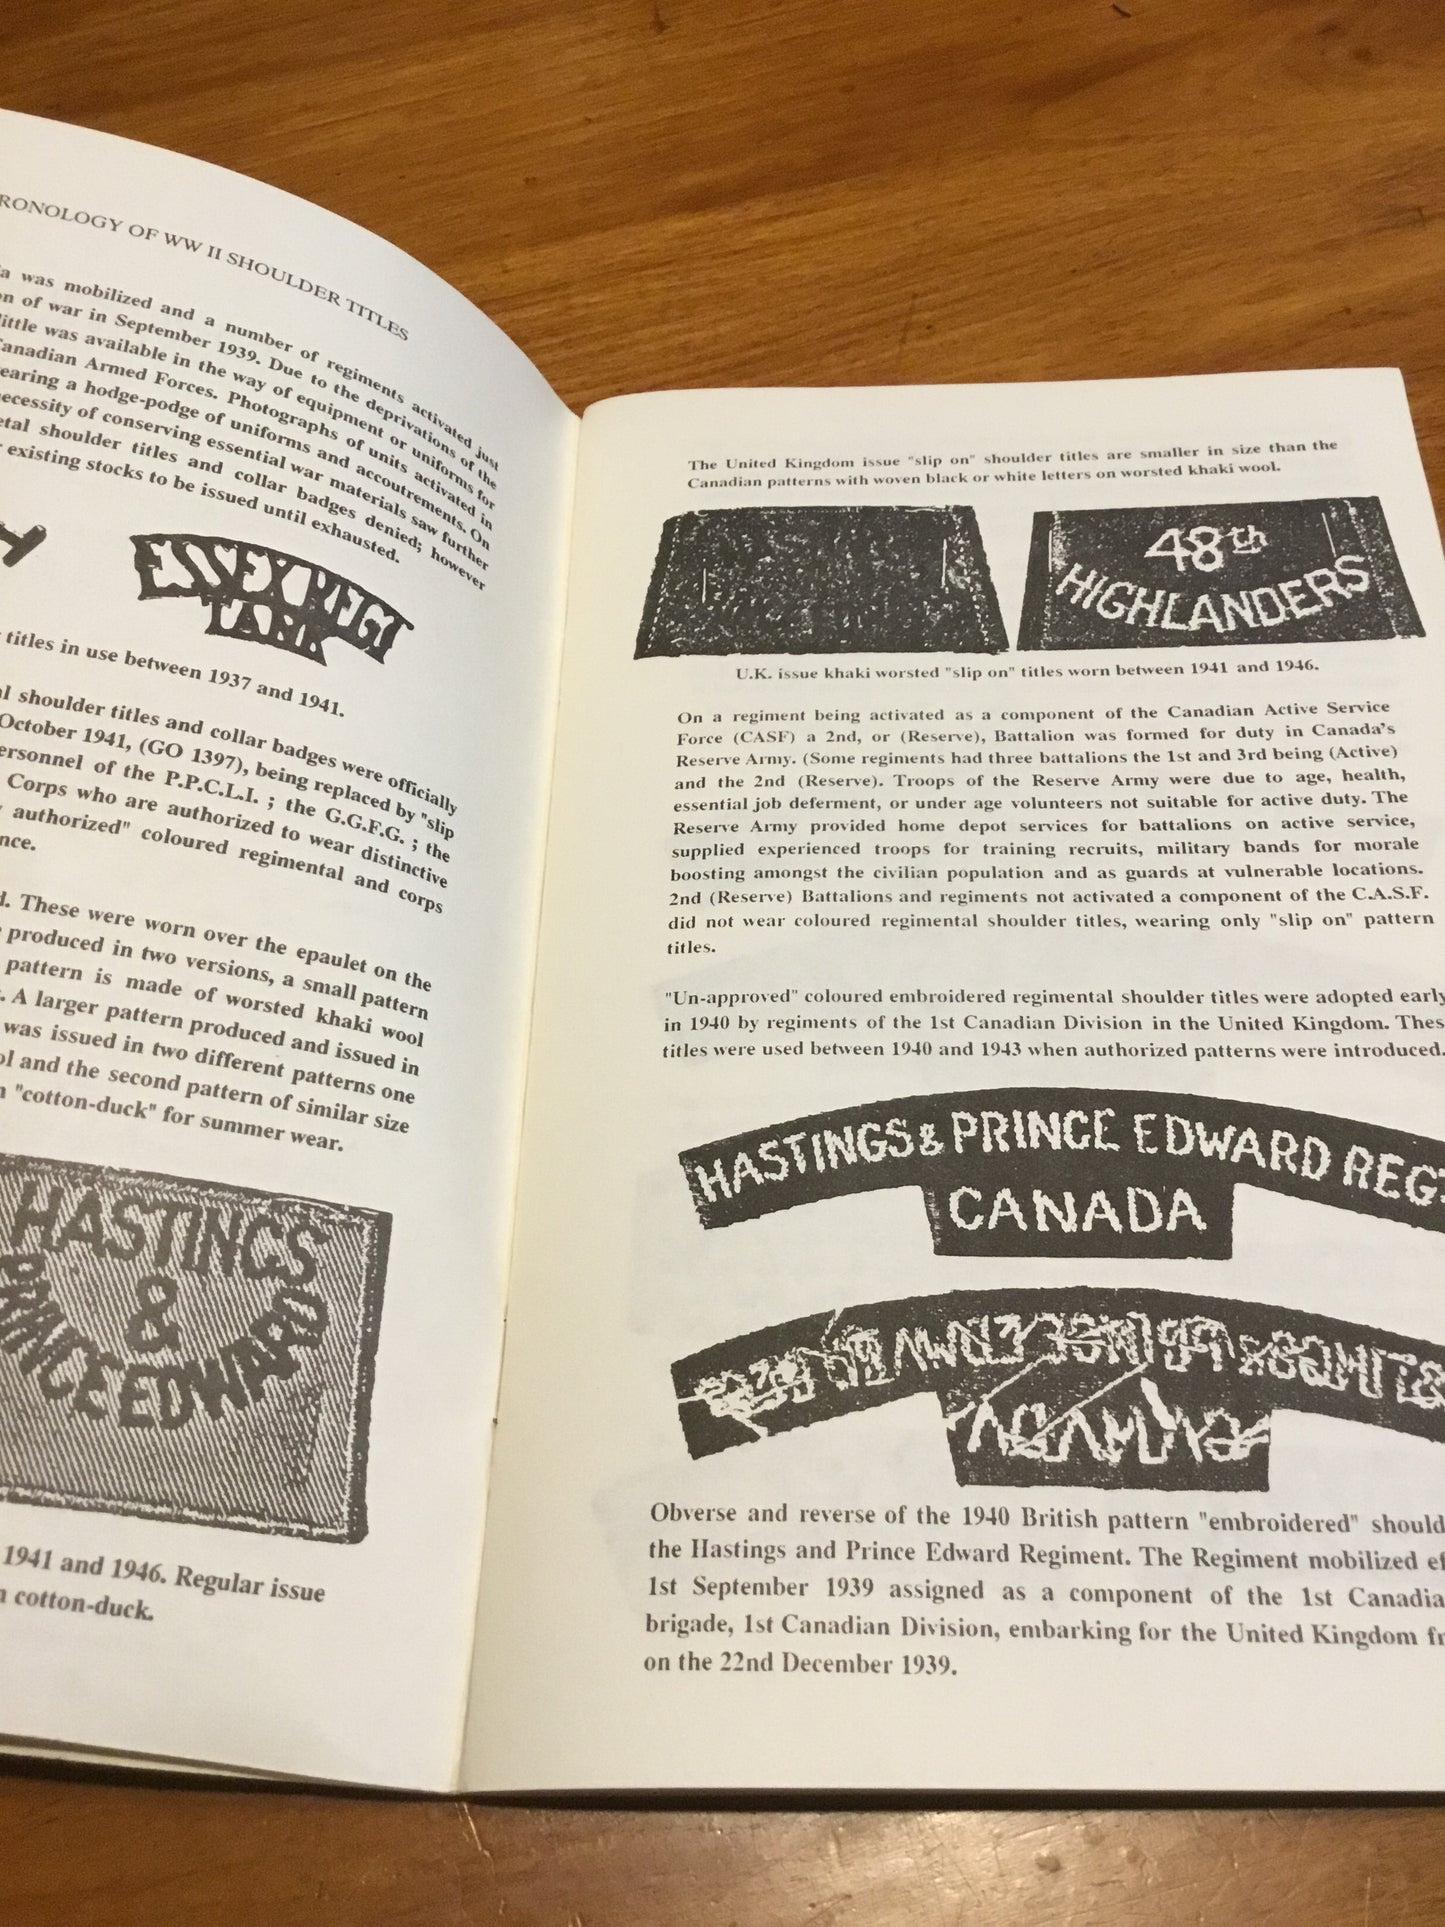 RONOLOGY OF WW II SHOULDER TITLES
a was mobilized and a number of regiments activated just
on of war in September 1939. Due to the deprivations of the
little was available in the way of equipment or uniforms for
Canadian Armed Forces. Photographs of units activated in
earing a hodge-podge of uniforms and accoutrements. On
necessity of conserving essential war materials saw further
etal shoulder titles and collar badges denied; however
existing stocks to be issued until exhausted.
ESSEX REGT
TANK
titles in use between 1937 and 1941.
al shoulder titles and collar badges were officially
October 1941, (GO 1397), being replaced by "slip
ersonnel of the P.P.C.L.I. ; the G.G.F.G. ; the
Corps who are authorized to wear distinctive
authorized" coloured regimental and corps
nce.
d. These were worn over the epaulet on the
produced in two versions, a small pattern
pattern is made of worsted khaki wool
. A larger pattern produced and issued in
was issued in two different patterns one
ol and the second pattern of similar size
n "cotton-duck" for summer wear.
HASTINGS
&
PRINCE EDWARD
1941 and 1946. Regular issue
n cotton-duck.
The United Kingdom issue "slip on" shoulder titles are smaller in size than the
Canadian patterns with woven black or white letters on worsted khaki wool.
48th
HIGHLANDERS
U.K. issue khaki worsted "slip on" titles worn between 1941 and 1946.
On a regiment being activated as a component of the Canadian Active Service
Force (CASF) a 2nd, or (Reserve), Battalion was formed for duty in Canada's
Reserve Army. (Some regiments had three battalions the 1st and 3rd being (Active)
and the 2nd (Reserve). Troops of the Reserve Army were due to age, health,
essential job deferment, or under age volunteers not suitable for active duty. The
Reserve Army provided home depot services for battalions on active service,
supplied experienced troops for training recruits, military bands for morale
boosting amongst the civilian population and as guards at vulnerable locations.
2nd (Reserve) Battalions and regiments not activated a component of the C.A.S.F.
did not wear coloured regimental shoulder titles, wearing only "slip on" pattern
titles.
"Un-approved" coloured embroidered regimental shoulder titles were adopted early
in 1940 by regiments of the 1st Canadian Division in the United Kingdom. Thes
titles were used between 1940 and 1943 when authorized patterns were introduced.
HASTINGS & PRINCE EDWARD REGT
CANADA
Obverse and reverse of the 1940 British pattern "embroidered" should
the Hastings and Prince Edward Regiment. The Regiment mobilized ef
1st September 1939 assigned as a component of the 1st Canadia
brigade, 1st Canadian Division, embarking for the United Kingdom fr
on the 22nd December 1939.